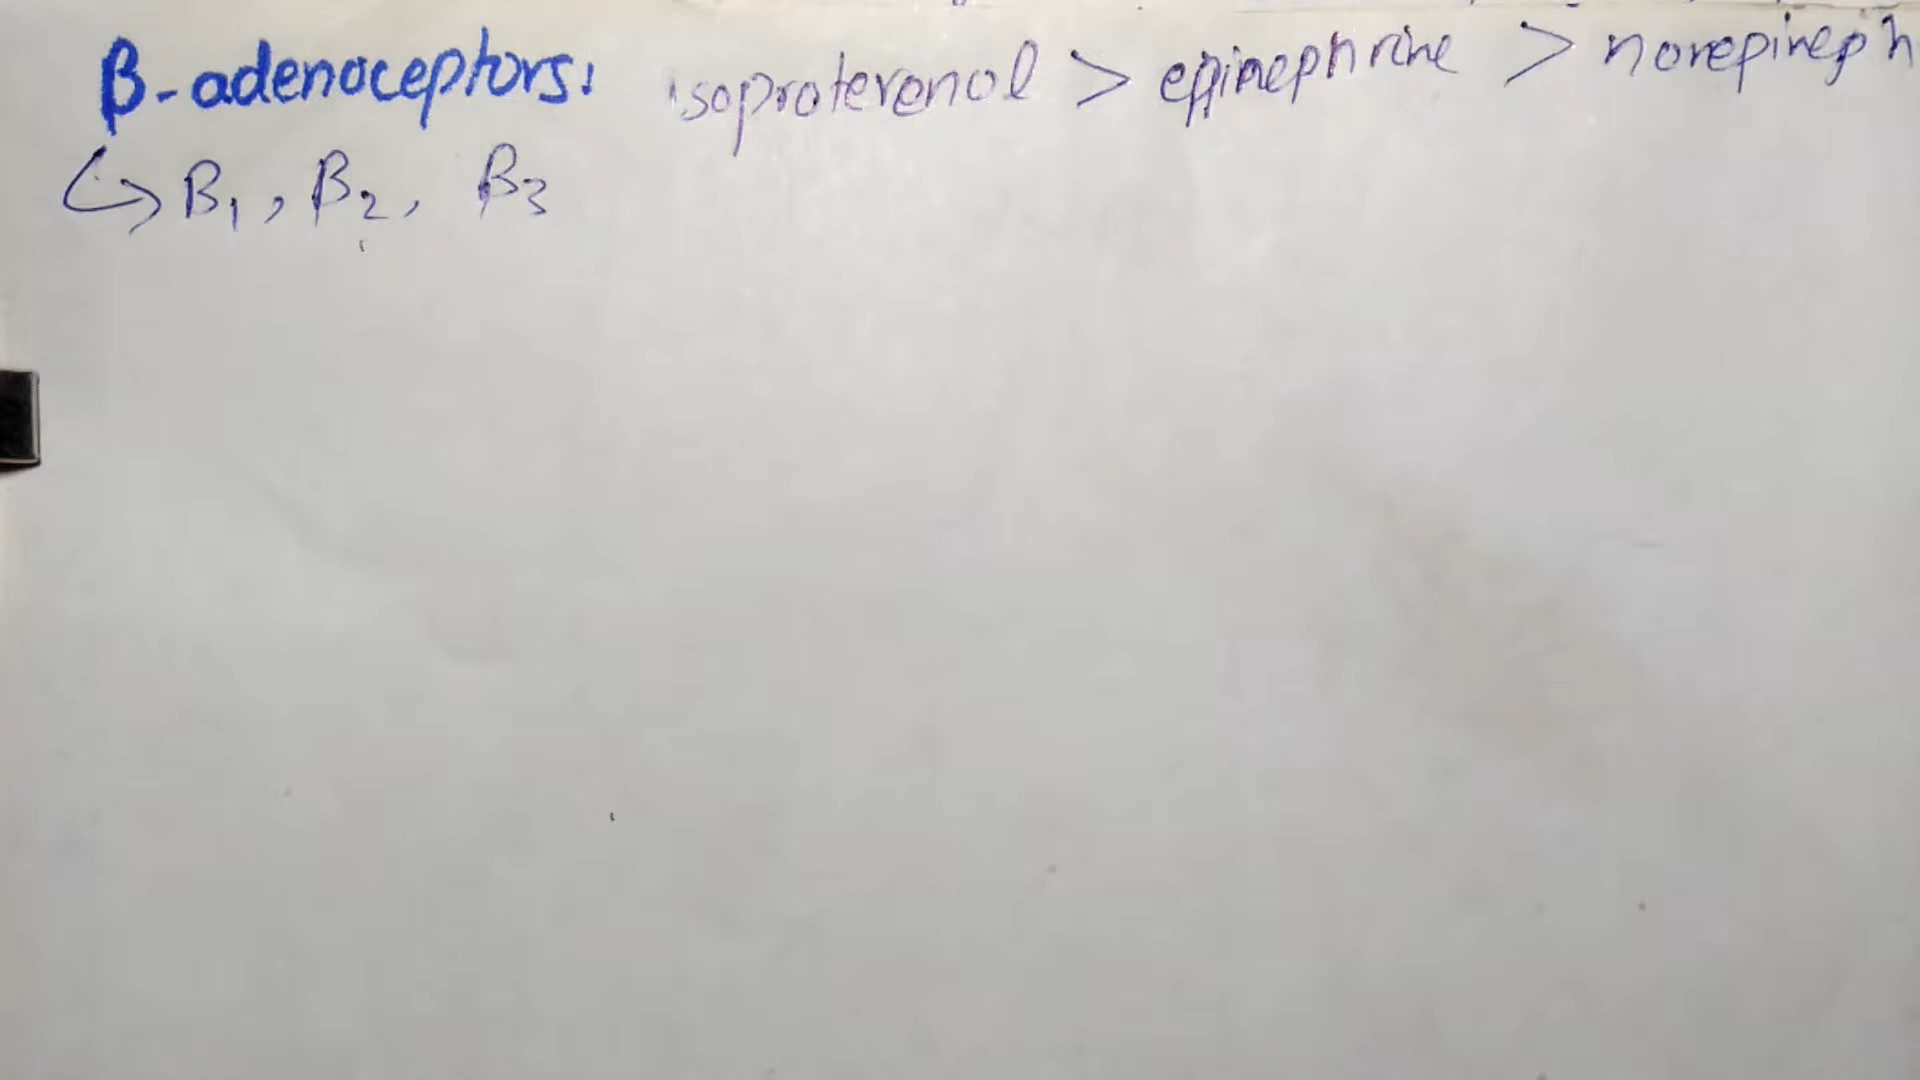 β-adenoceptors: isoproterenol > epinephrine > norepineph
↪ β1, β2, β3